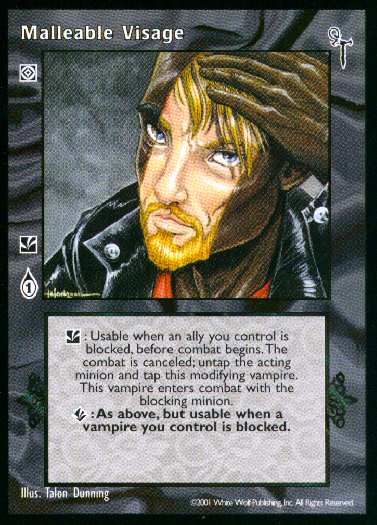 Malleable Visage
1
: Usable when an ally you control is
blocked, before combat begins. The
combat is canceled; untap the acting
minion and tap this modifying vampire.
This vampire enters combat with the
blocking minion.
: As above, but usable when a
vampire you control is blocked.
Illus. Talon Dunning
©2001 White Wolf Publishing, Inc. All Rights Reserved.